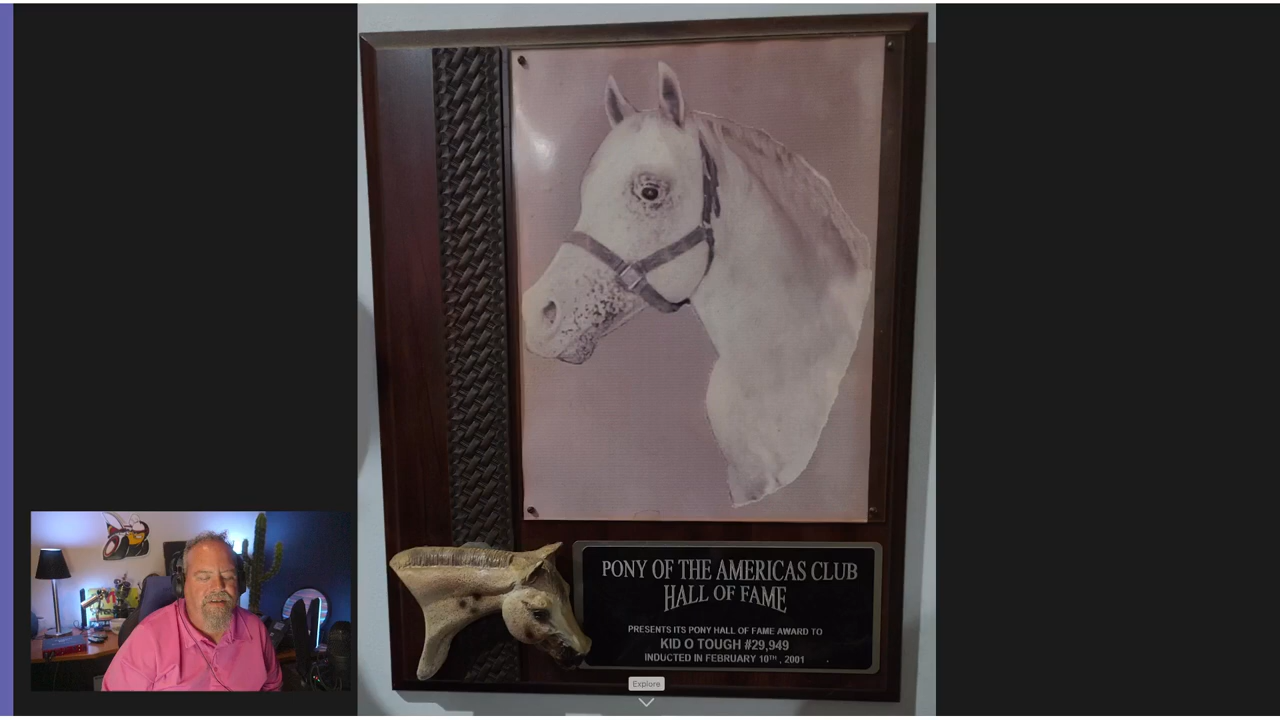 PONY OF THE AMERICAS CLUB
HALL OF FAME
PRESENTS ITS PONY HALL OF FAME AWARD TO
KID O TOUGH #29,949
INDUCTED IN FEBRUARY 10TH, 2001
Explore